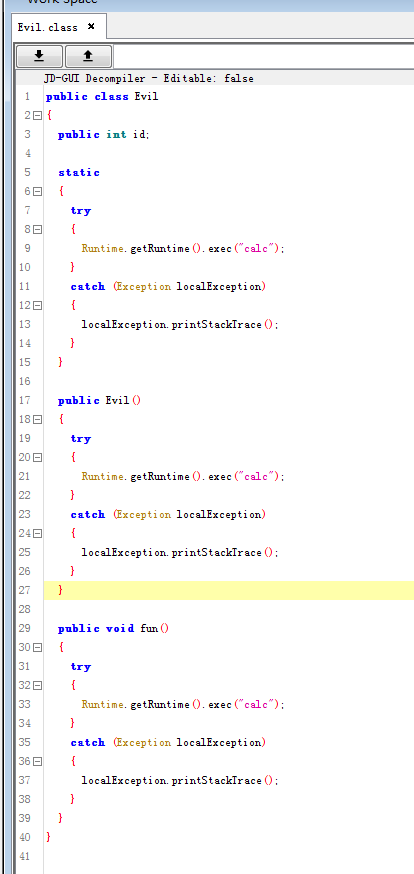 Work Space
Evil.class ×
JD-GUI Decompiler - Editable: false
1 public class Evil
2 {
3 public int id;
4
5 static
6 {
7 try
8 {
9 Runtime.getRuntime().exec("calc");
10 }
11 catch (Exception localException)
12 {
13 localException.printStackTrace();
14 }
15 }
16
17 public Evil()
18 {
19 try
20 {
21 Runtime.getRuntime().exec("calc");
22 }
23 catch (Exception localException)
24 {
25 localException.printStackTrace();
26 }
27 }
28
29 public void fun()
30 {
31 try
32 {
33 Runtime.getRuntime().exec("calc");
34 }
35 catch (Exception localException)
36 {
37 localException.printStackTrace();
38 }
39 }
40 }
41